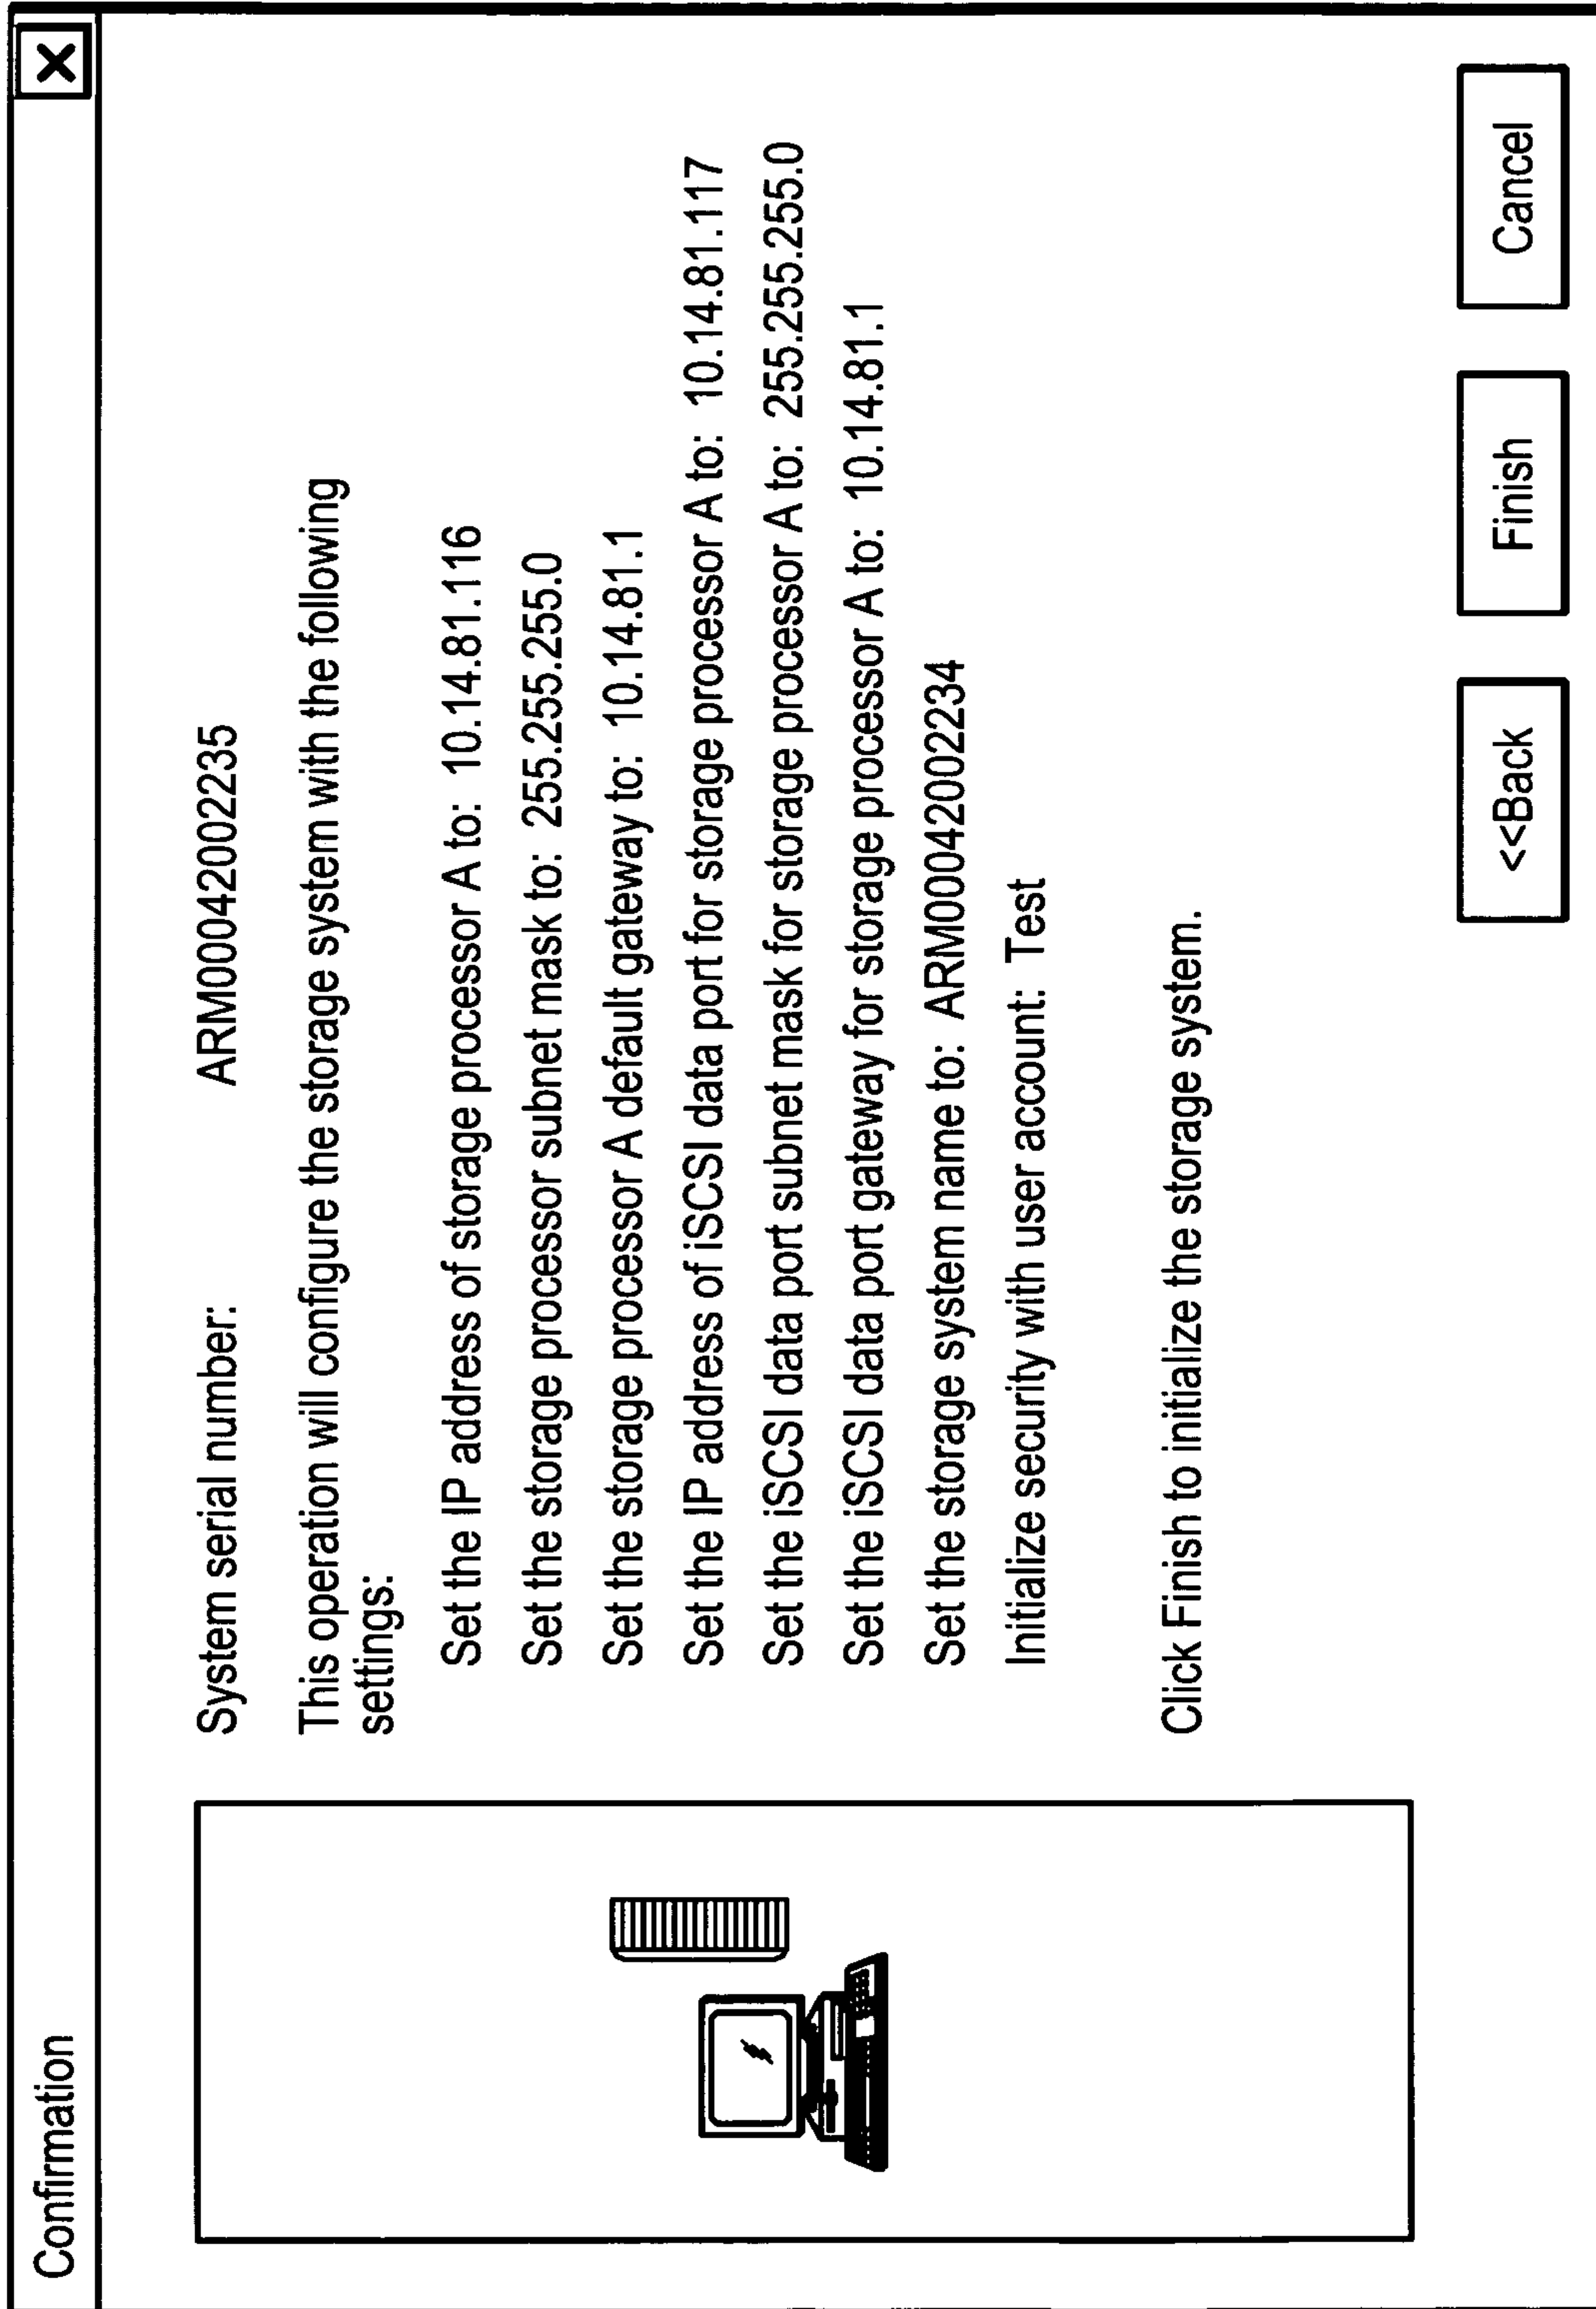 Confirmation
X
System serial number: ARM00042002235
This operation will configure the storage system with the following
settings:
Set the IP address of storage processor A to: 10.14.81.116
Set the storage processor subnet mask to: 255.255.255.0
Set the storage processor A default gateway to: 10.14.81.1
Set the IP address of iSCSI data port for storage processor A to: 10.14.81.117
Set the iSCSI data port subnet mask for storage processor A to: 255.255.255.0
Set the iSCSI data port gateway for storage processor A to: 10.14.81.1
Set the storage system name to: ARM00042002234
Initialize security with user account: Test
Click Finish to initialize the storage system.
<<Back Finish Cancel